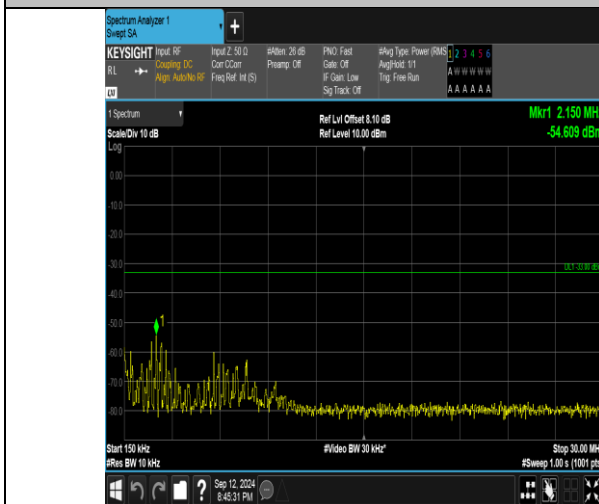 Spectrum Analyzer 1
Swept SA
+
KEYSIGHT Input: RF Input Z: 50 Ω #Atten: 26 dB PNO: Fast #Avg Type: Power (RMS 1 2 3 4 5 6
RL Coupling: DC Corr CCorr Preamp: Off Gate: Off Avg|Hold: 1/1 A W W W W W
Align: Auto/No RF Freq Ref: Int (S) IF Gain: Low Trig: Free Run
Sig Track: Off A A A A A A
1 Spectrum Ref Lvl Offset 8.10 dB Mkr1 2.150 MH
Scale/Div 10 dB Ref Level 10.00 dBm -54.609 dBm
Log
0.00
-10.0
-20.0
-30.0
DL1 -33.00 dB
-40.0
-50.0
1
-60.0
-70.0
-80.0
Start 150 kHz #Video BW 30 kHz* Stop 30.00 MH
#Res BW 10 kHz #Sweep 1.00 s (1001 pts
? Sep 12, 2024
8:45:31 PM